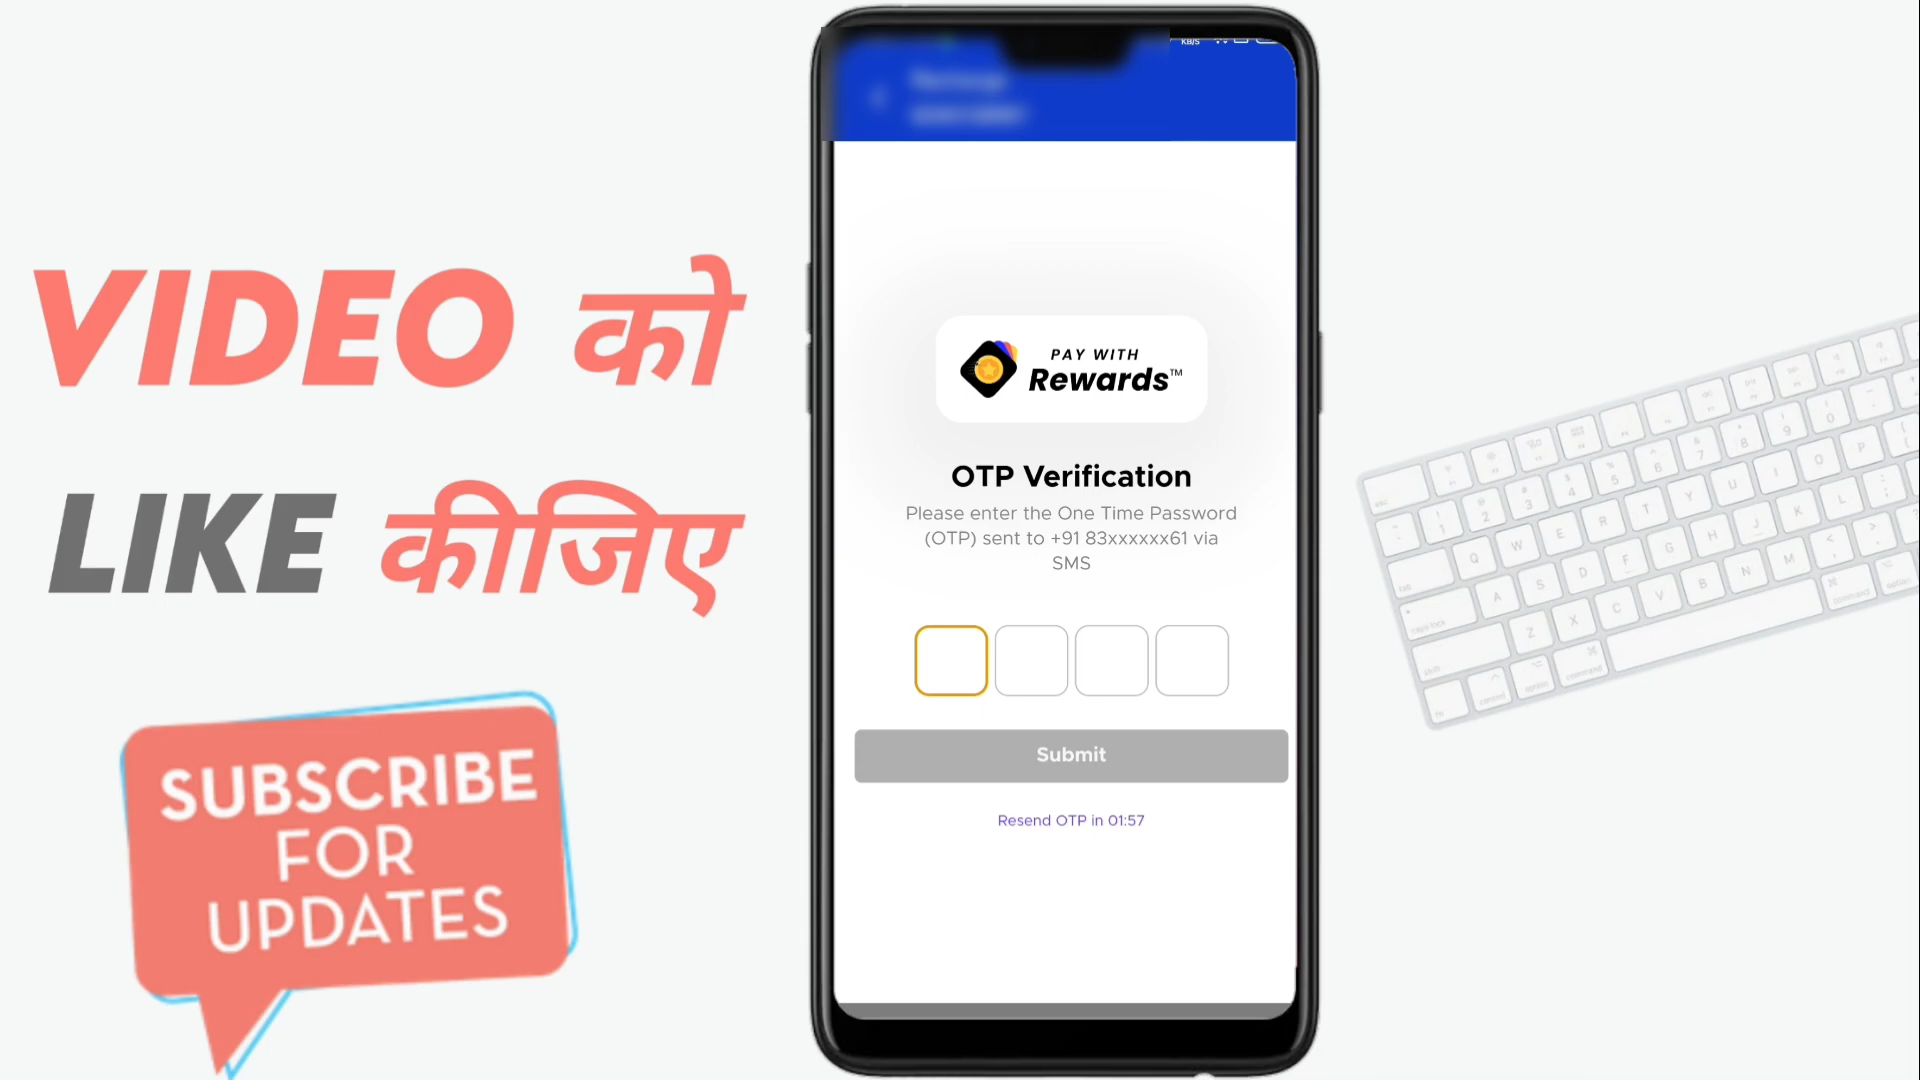 VIDEO को
LIKE कीजिए
SUBSCRIBE
FOR
UPDATES
KB/S
PAY WITH
Rewards™
OTP Verification
Please enter the One Time Password
(OTP) sent to +91 83xxxxxx61 via
SMS
Submit
Resend OTP in 01:57